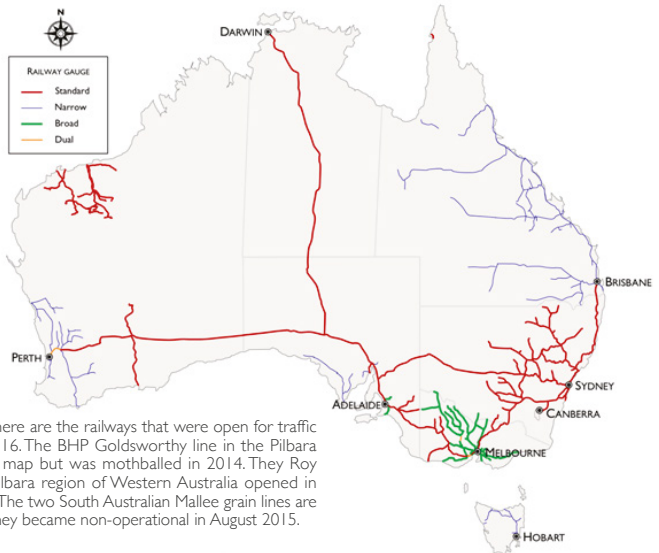 N
DARWIN
RAILWAY GAUGE
Standard
Narrow
Broad
Dual
BRISBANE
PERTH
SYDNEY
ADELAIDE
CANBERRA
MELBOURNE
HOBART
here are the railways that were open for traffic
16. The BHP Goldsworthy line in the Pilbara
map but was mothballed in 2014. They Roy
lbara region of Western Australia opened in
The two South Australian Mallee grain lines are
hey became non-operational in August 2015.